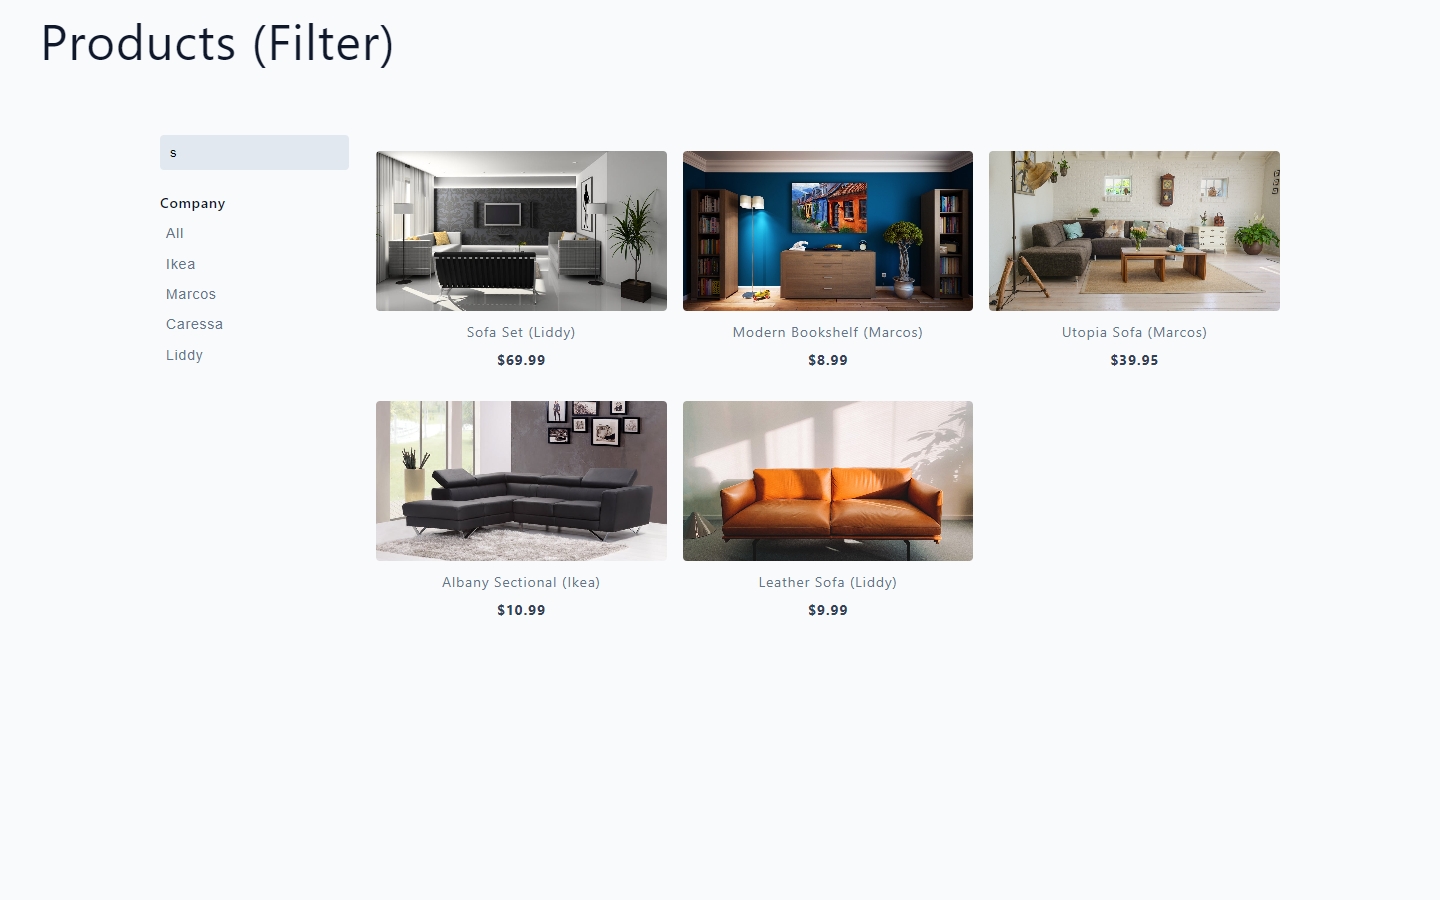 Products (Filter)
s
Company
All
Ikea
Marcos
Caressa
Liddy
Sofa Set (Liddy)
$69.99
Modern Bookshelf (Marcos)
$8.99
Utopia Sofa (Marcos)
$39.95
Albany Sectional (Ikea)
$10.99
Leather Sofa (Liddy)
$9.99